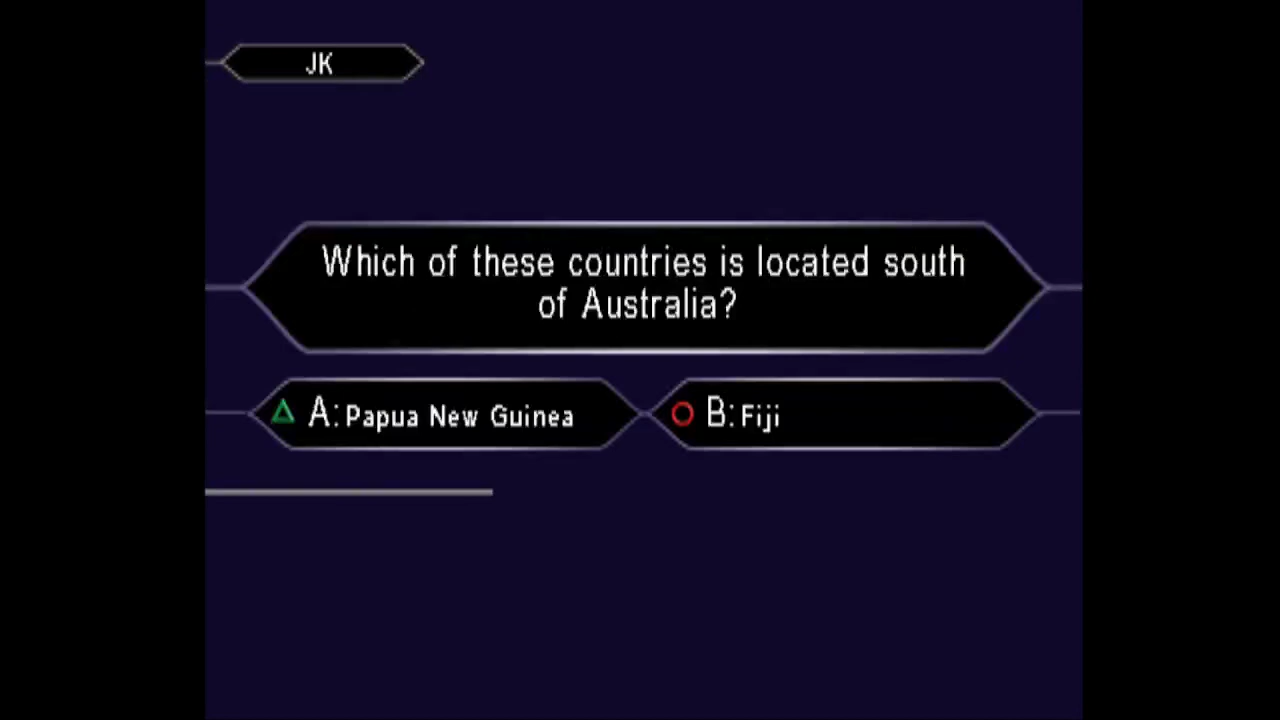 JK
Which of these countries is located south
of Australia?
A: Papua New Guinea
B: Fiji